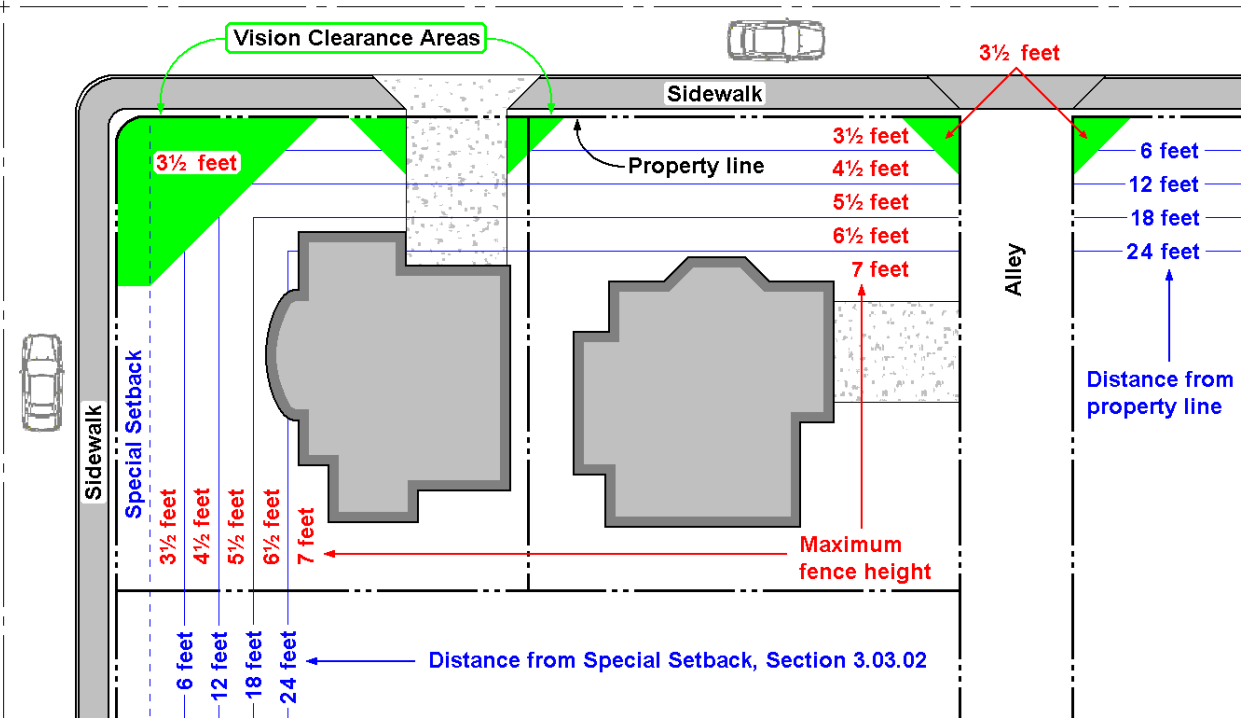 Vision Clearance Areas
3½ feet
Sidewalk
3½ feet
3½ feet
Property line
6 feet
4½ feet
12 feet
5½ feet
18 feet
6½ feet
24 feet
7 feet
Alley
Distance from
property line
Sidewalk
Special Setback
3½ feet
4½ feet
5½ feet
6½ feet
7 feet
Maximum
fence height
6 feet
12 feet
18 feet
24 feet
Distance from Special Setback, Section 3.03.02